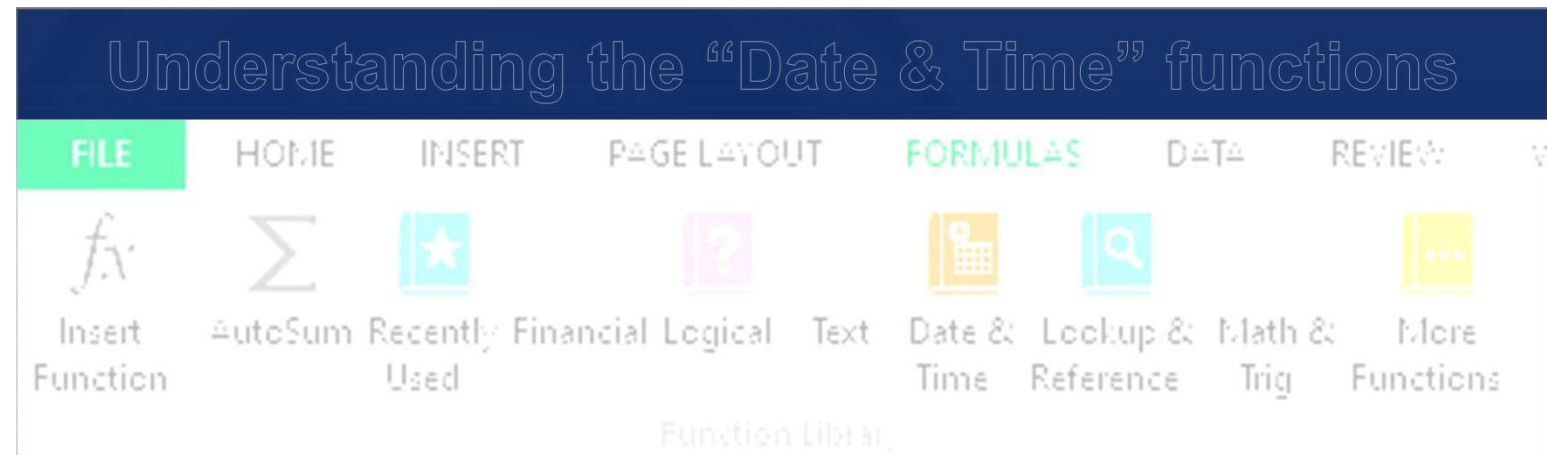 Understanding the “Date & Time” functions
FILE HOME INSERT PAGE LAYOUT FORMULAS DATA REVIEW V
Insert AutoSum Recently Financial Logical Text Date & Lookup & Math & More
Function Used Time Reference Trig Functions
Function Library